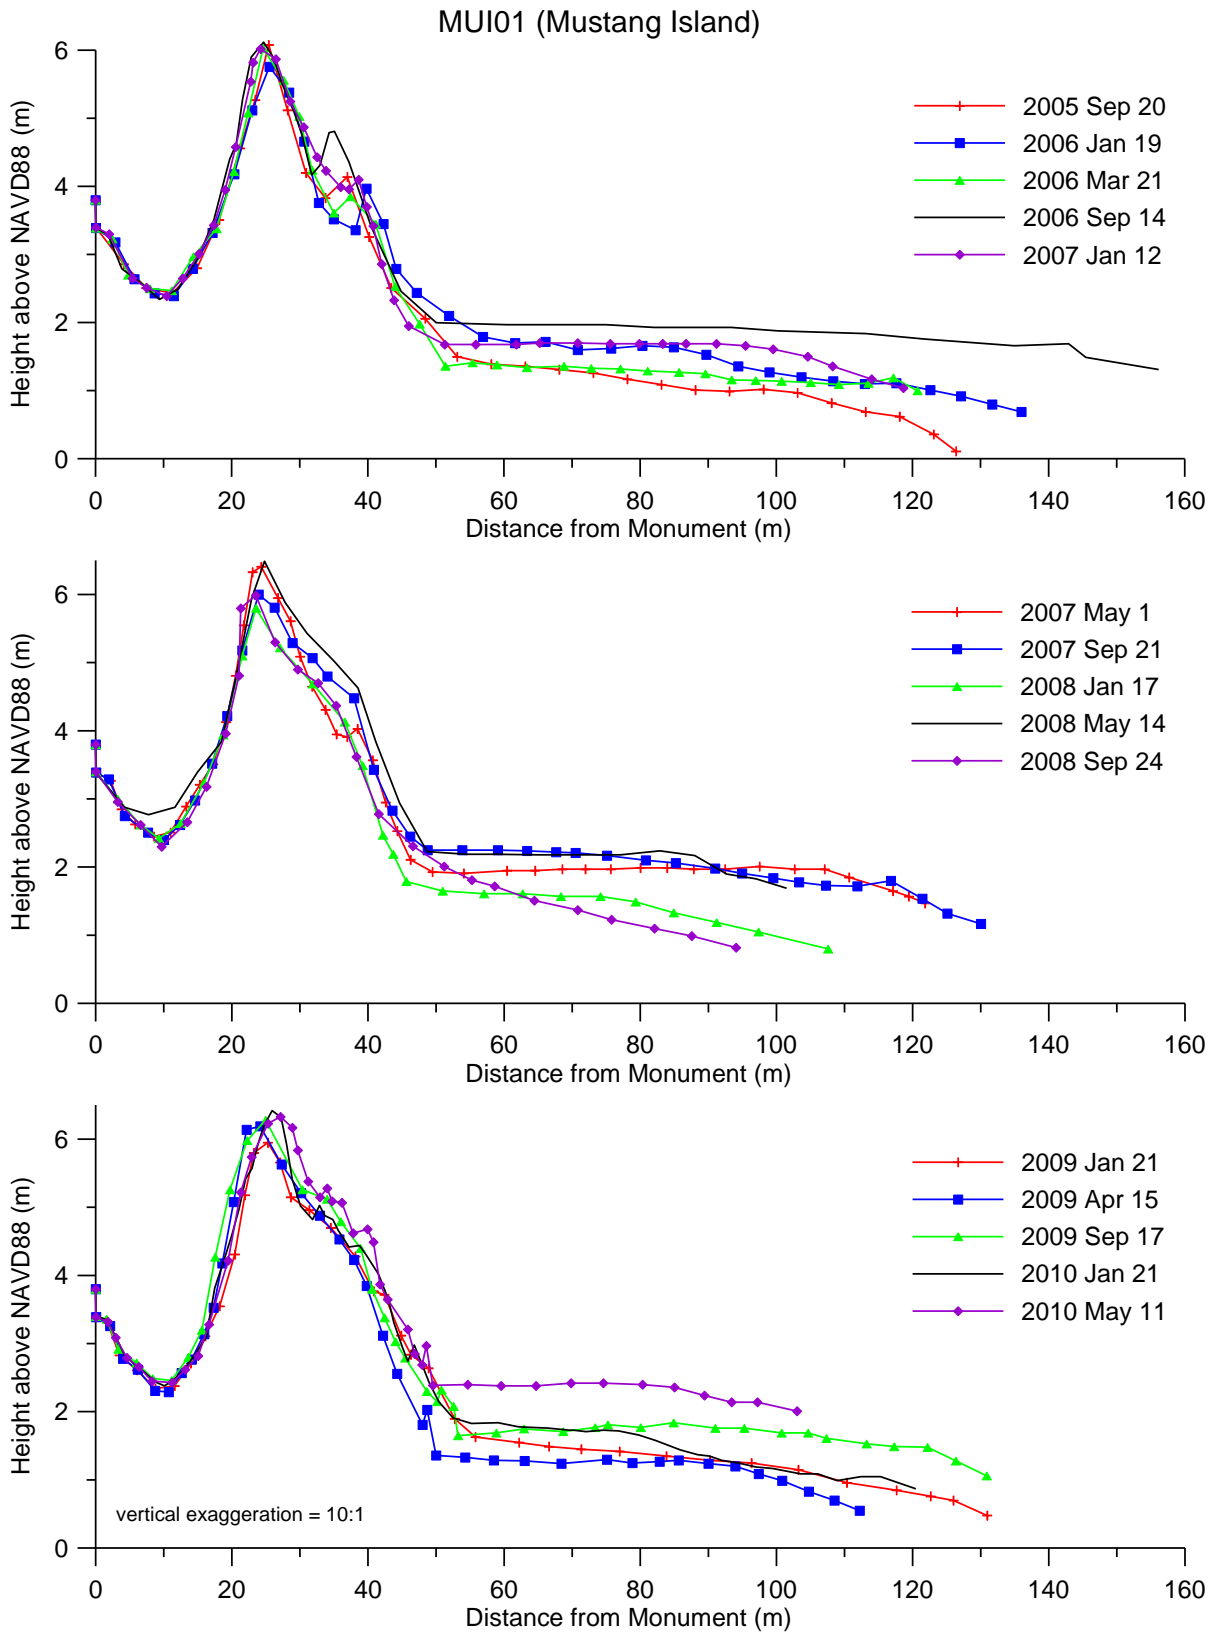 MUI01 (Mustang Island)
Height above NAVD88 (m)
6
4
2
0
2005 Sep 20
2006 Jan 19
2006 Mar 21
2006 Sep 14
2007 Jan 12
0 20 40 60 80 100 120 140 160
Distance from Monument (m)
Height above NAVD88 (m)
6
4
2
0
2007 May 1
2007 Sep 21
2008 Jan 17
2008 May 14
2008 Sep 24
0 20 40 60 80 100 120 140 160
Distance from Monument (m)
Height above NAVD88 (m)
6
4
2
0
2009 Jan 21
2009 Apr 15
2009 Sep 17
2010 Jan 21
2010 May 11
vertical exaggeration = 10:1
0 20 40 60 80 100 120 140 160
Distance from Monument (m)